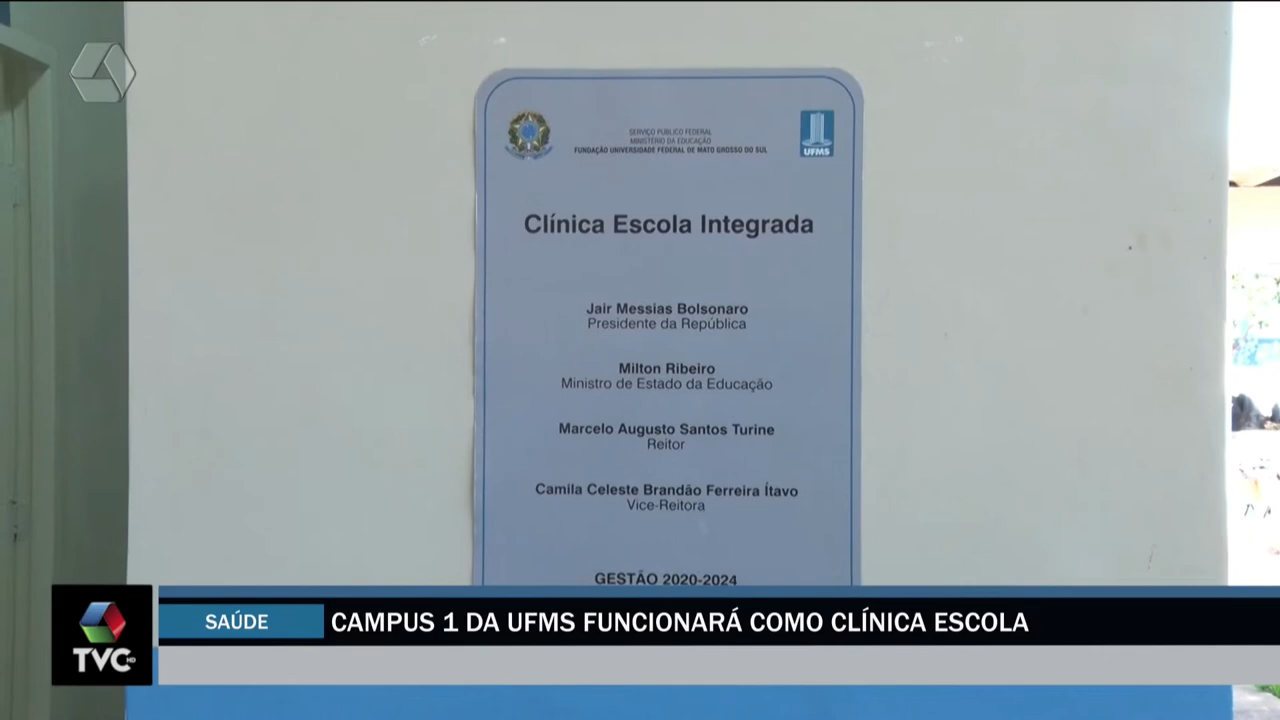 SERVIÇO PÚBLICO FEDERAL
MINISTÉRIO DA EDUCAÇÃO
FUNDAÇÃO UNIVERSIDADE FEDERAL DE MATO GROSSO DO SUL
UFMS
Clínica Escola Integrada
Jair Messias Bolsonaro
Presidente da República
Milton Ribeiro
Ministro de Estado da Educação
Marcelo Augusto Santos Turine
Reitor
Camila Celeste Brandão Ferreira Ítavo
Vice-Reitora
GESTÃO 2020-2024
SAÚDE
CAMPUS 1 DA UFMS FUNCIONARÁ COMO CLÍNICA ESCOLA
TVC HD